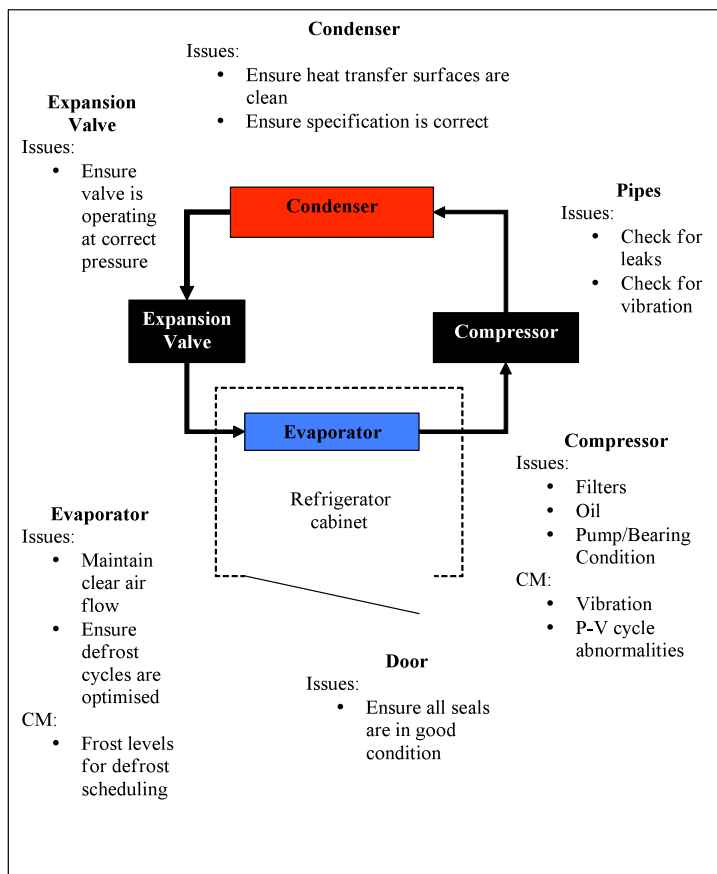 Condenser
Issues:
• Ensure heat transfer surfaces are
clean
• Ensure specification is correct
Expansion
Valve
Issues:
• Ensure
valve is
operating
at correct
pressure
Pipes
Issues:
• Check for
leaks
• Check for
vibration
Condenser
Expansion
Valve
Compressor
Evaporator
Refrigerator
cabinet
Compressor
Issues:
• Filters
• Oil
• Pump/Bearing
Condition
CM:
• Vibration
• P-V cycle
abnormalities
Evaporator
Issues:
• Maintain
clear air
flow
• Ensure
defrost
cycles are
optimised
CM:
• Frost levels
for defrost
scheduling
Door
Issues:
• Ensure all seals
are in good
condition